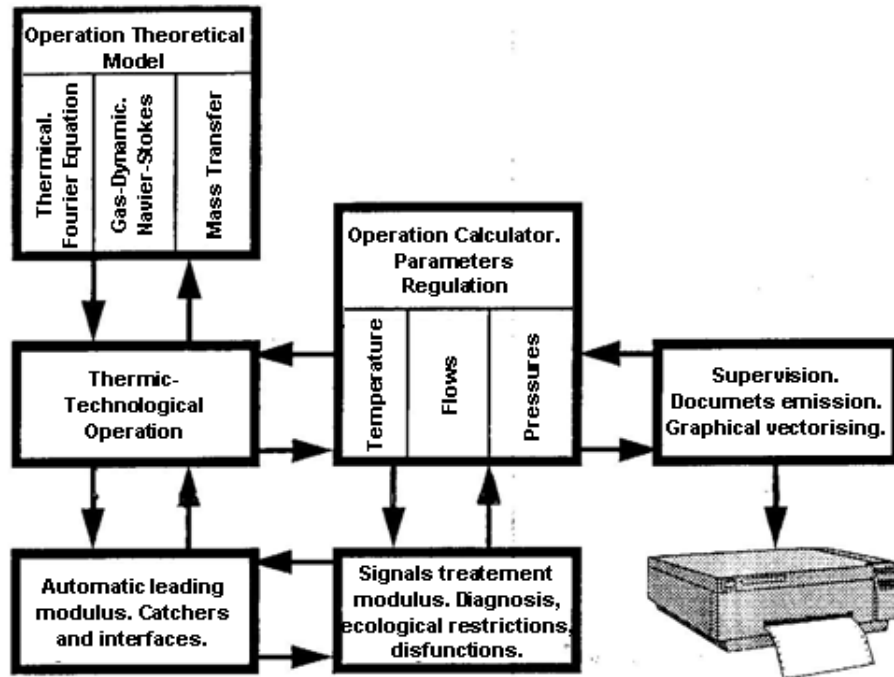 Operation Theoretical
Model
Thermical.
Fourier Equation
Gas-Dynamic.
Navier-Stokes
Mass Transfer
Operation Calculator.
Parameters
Regulation
Temperature
Flows
Pressures
Thermic-
Technological
Operation
Supervision.
Documets emission.
Graphical vectorising.
Automatic leading
modulus. Catchers
and interfaces.
Signals treatement
modulus. Diagnosis,
ecological restrictions,
disfunctions.